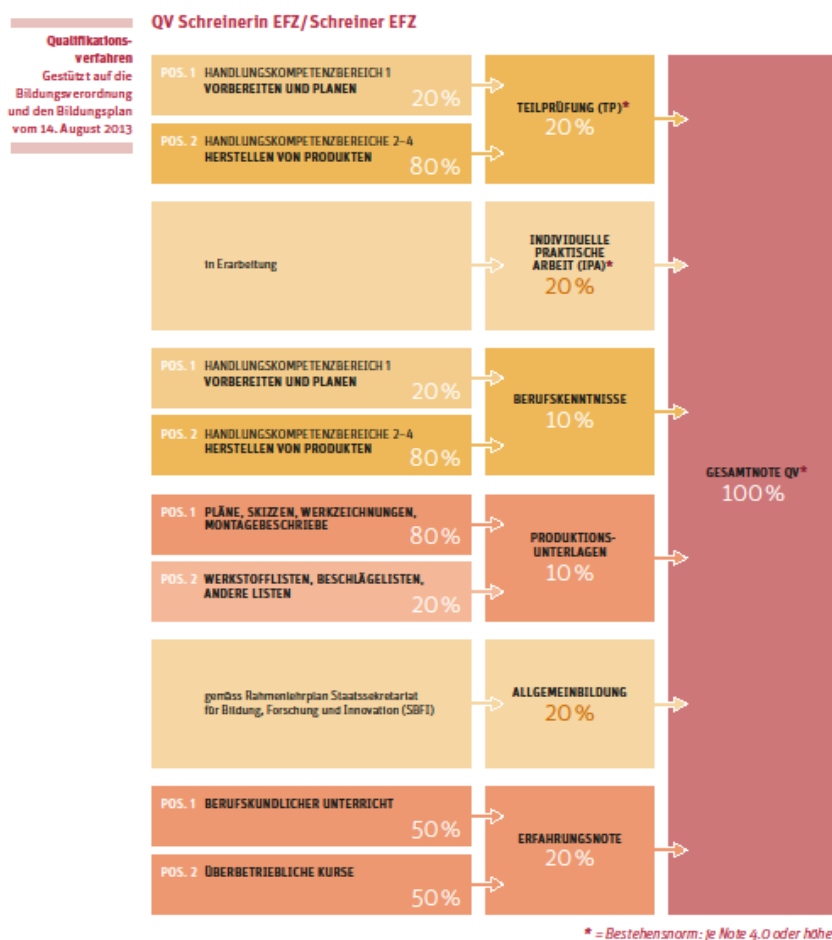 QV Schreinerin EFZ/Schreiner EFZ
Qualifikations-
verfahren
Gestützt auf die
Bildungsverordnung
und den Bildungsplan
vom 14. August 2013
POS. 1 HANDLUNGSKOMPETENZBEREICH 1
VORBEREITEN UND PLANEN
20%
POS. 2 HANDLUNGSKOMPETENZBEREICHE 2–4
HERSTELLEN VON PRODUKTEN
80%
TEILPRÜFUNG (TP)*
20%
in Erarbeitung
INDIVIDUELLE
PRAKTISCHE
ARBEIT (IPA)*
20%
POS. 1 HANDLUNGSKOMPETENZBEREICH 1
VORBEREITEN UND PLANEN
20%
POS. 2 HANDLUNGSKOMPETENZBEREICHE 2–4
HERSTELLEN VON PRODUKTEN
80%
BERUFSKENNTNISSE
10%
POS. 1 PLÄNE, SKIZZEN, WERKZEICHNUNGEN,
MONTAGEBESCHRIEBE
80%
POS. 2 WERKSTOFFLISTEN, BESCHLÄGELISTEN,
ANDERE LISTEN
20%
PRODUKTIONS-
UNTERLAGEN
10%
gemäss Rahmenlehrplan Staatssekretariat
für Bildung, Forschung und Innovation (SBFI)
ALLGEMEINBILDUNG
20%
POS. 1 BERUFSKUNDLICHER UNTERRICHT
50%
POS. 2 ÜBERBETRIEBLICHE KURSE
50%
ERFAHRUNGSNOTE
20%
GESAMTNOTE QV*
100%
* = Bestehensnorm: je Note 4.0 oder höhe